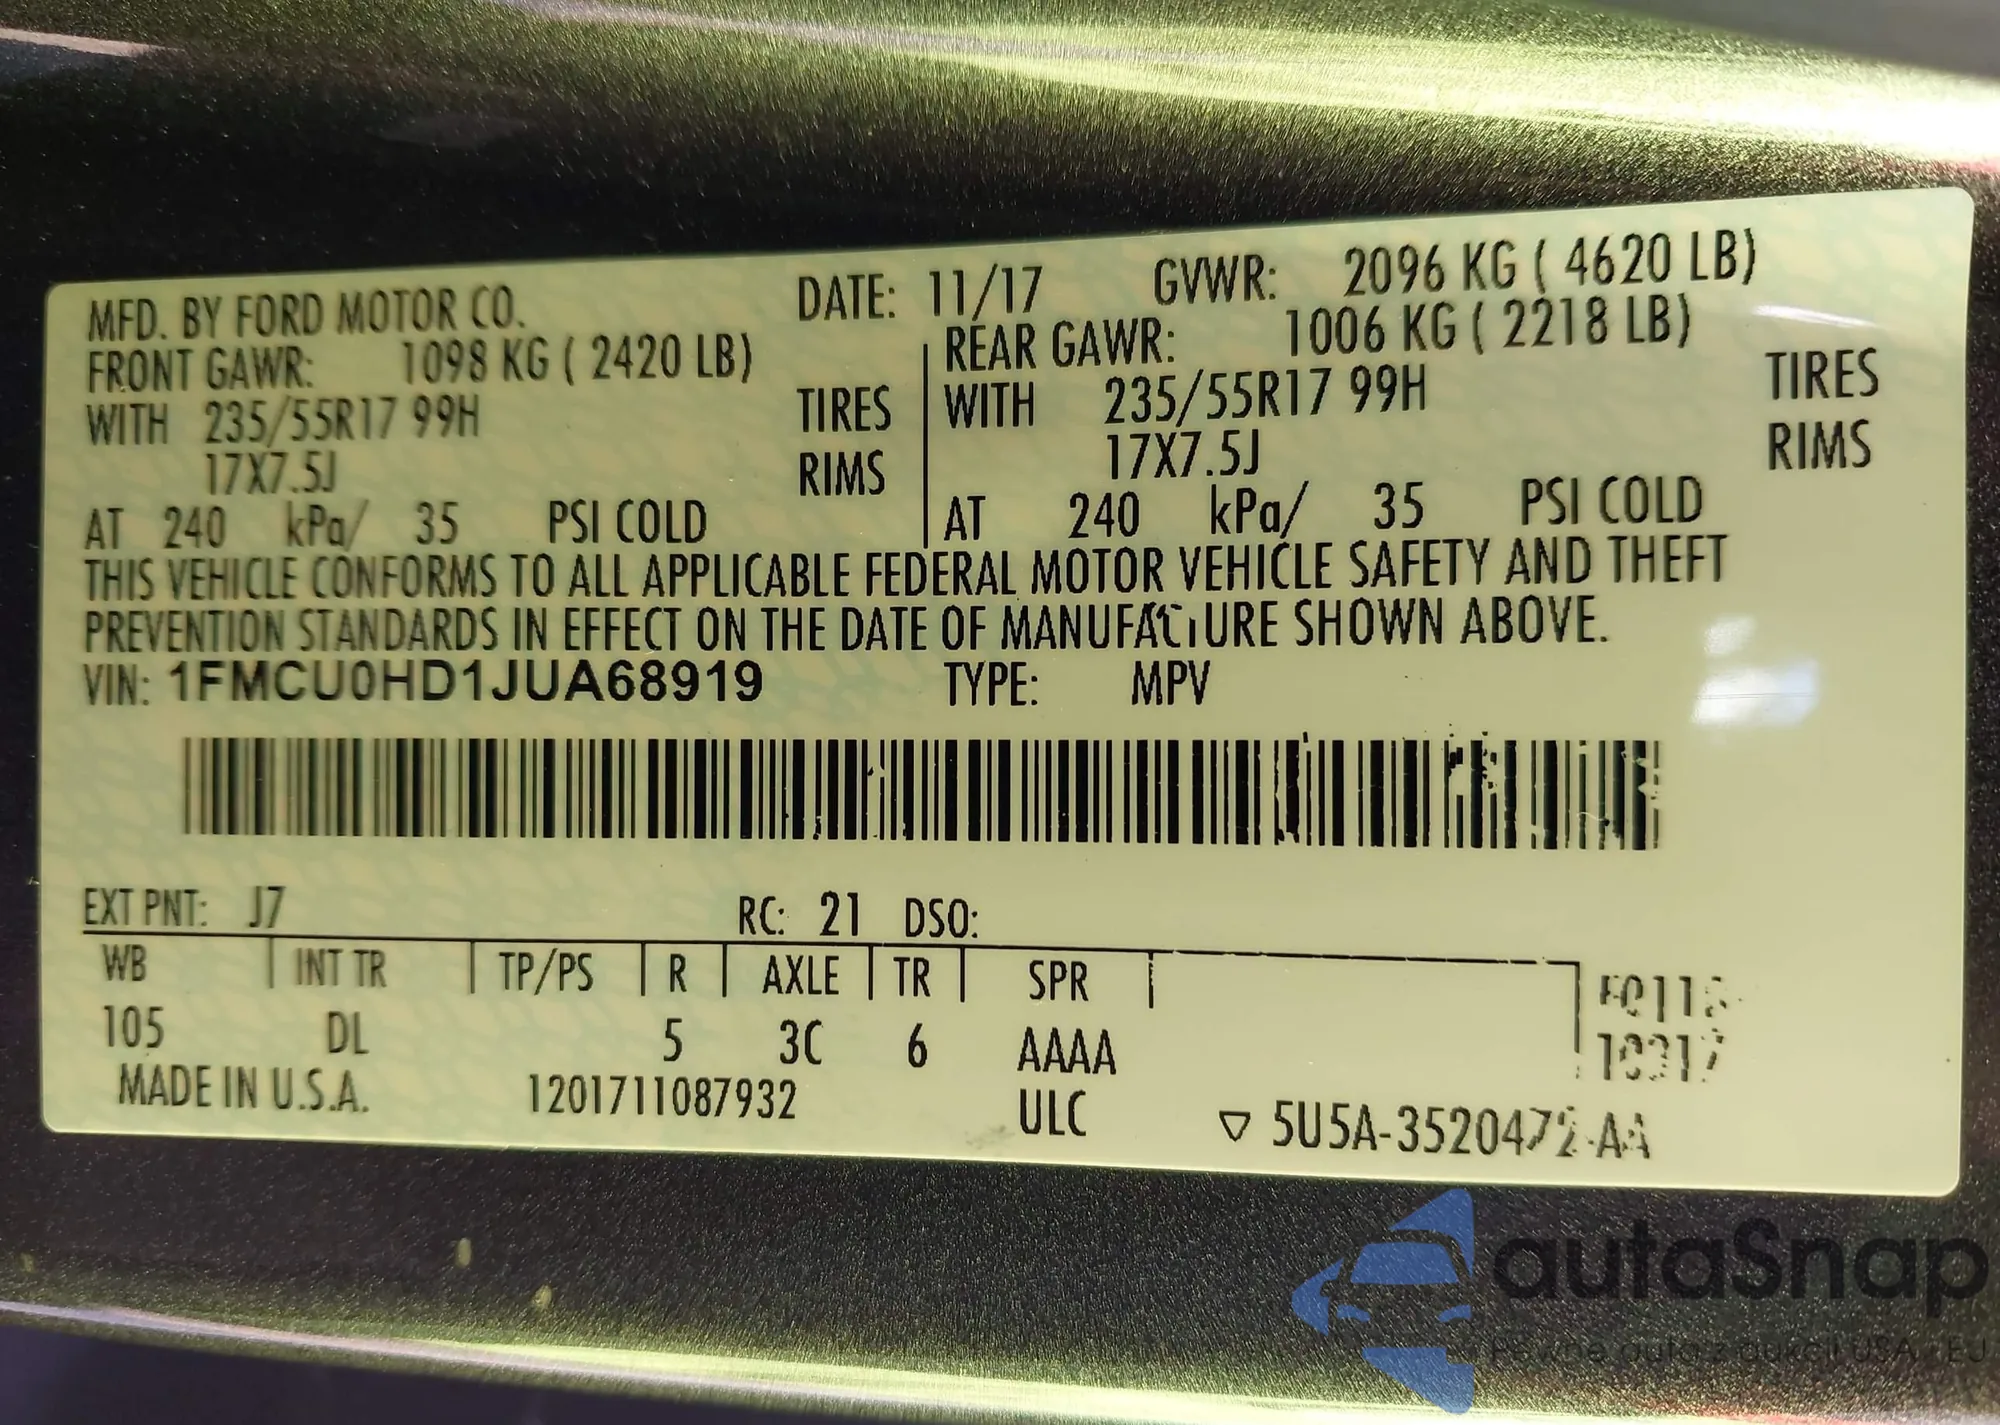 MFD. BY FORD MOTOR CO. DATE: 11/17 GVWR: 2096 KG ( 4620 LB)
FRONT GAWR: 1098 KG ( 2420 LB) REAR GAWR: 1006 KG ( 2218 LB)
WITH 235/55R17 99H TIRES WITH 235/55R17 99H TIRES
17X7.5J RIMS 17X7.5J RIMS
AT 240 kPa/ 35 PSI COLD AT 240 kPa/ 35 PSI COLD
THIS VEHICLE CONFORMS TO ALL APPLICABLE FEDERAL MOTOR VEHICLE SAFETY AND THEFT
PREVENTION STANDARDS IN EFFECT ON THE DATE OF MANUFACTURE SHOWN ABOVE.
VIN: 1FMCU0HD1JUA68919 TYPE: MPV
EXT PNT: J7 RC: 21 DSO:
WB INT TR TP/PS R AXLE TR SPR
105 DL 5 3C 6 AAAA
MADE IN U.S.A. 1201711087932 ULC ▽ 5U5A-3520472-AA
autaSnap
Pewne auta z aukcji USA / EU